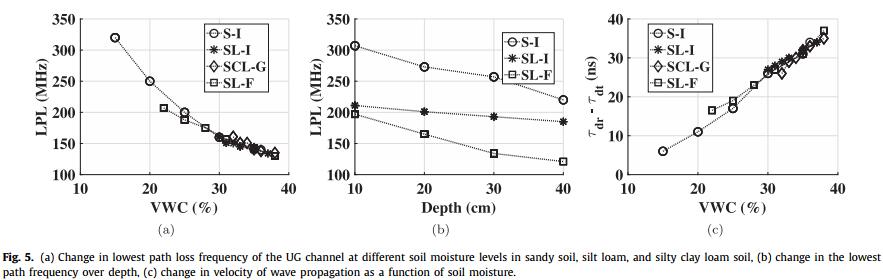 350
300
250
200
150
100
LPL (MHz)
S-I
SL-I
SCL-G
SL-F
10
20
30
40
VWC (%)
(a)
350
300
250
200
150
100
LPL (MHz)
S-I
SL-I
SL-F
10
20
30
40
Depth (cm)
(b)
40
30
20
10
0
τdr - τdt (ns)
S-I
SL-I
SCL-G
SL-F
10
20
30
40
VWC (%)
(c)
Fig. 5. (a) Change in lowest path loss frequency of the UG channel at different soil moisture levels in sandy soil, silt loam, and silty clay loam soil, (b) change in the lowest
path frequency over depth, (c) change in velocity of wave propagation as a function of soil moisture.